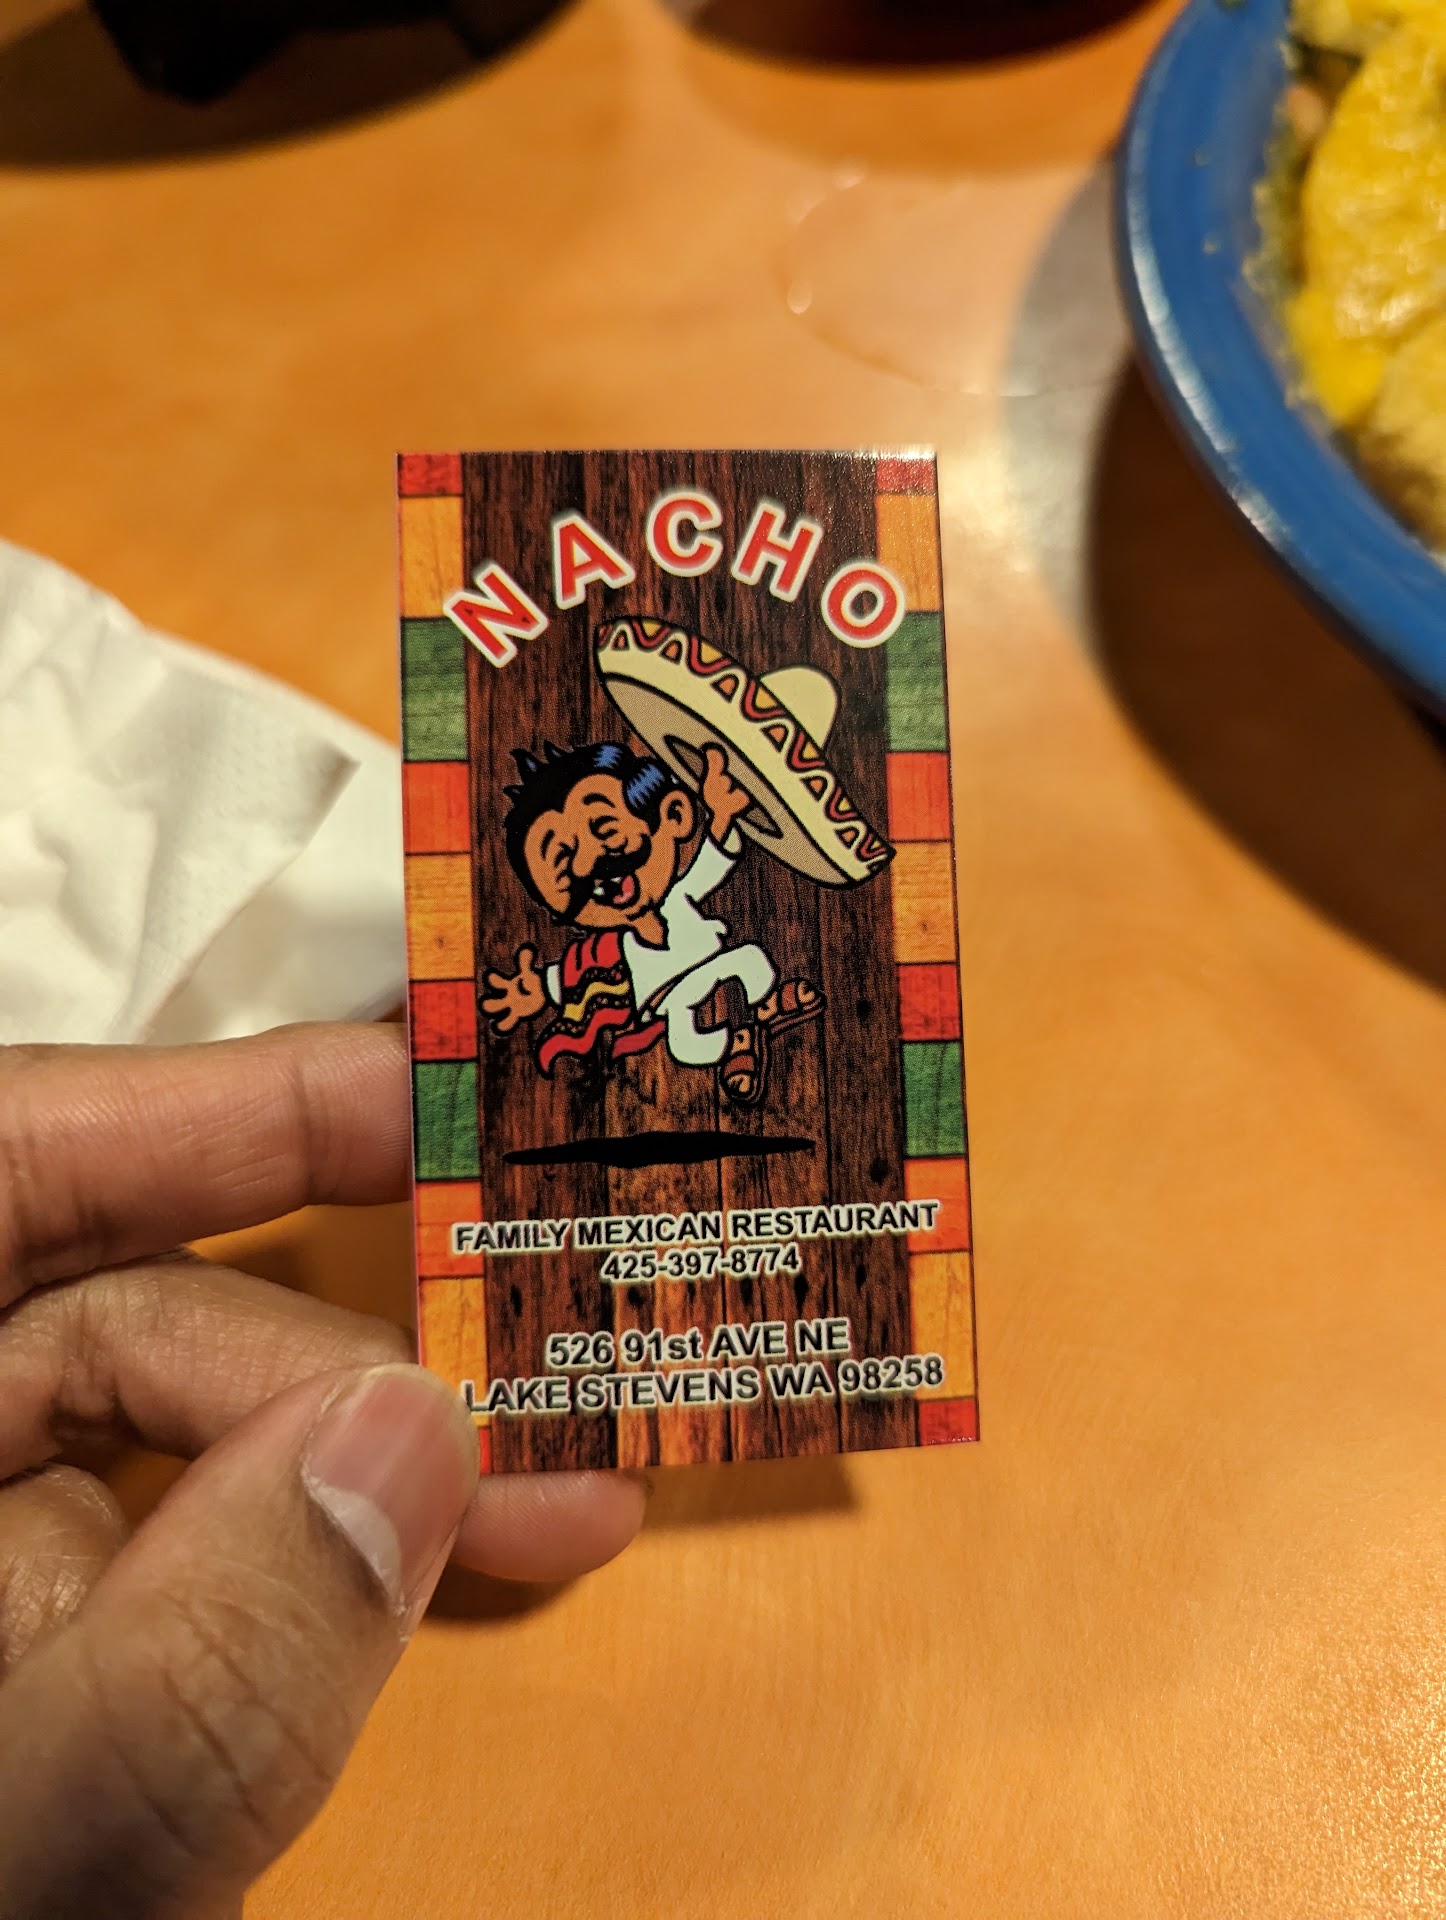 NACHO
FAMILY MEXICAN RESTAURANT
425-397-8774
526 91st AVE NE
LAKE STEVENS WA 98258